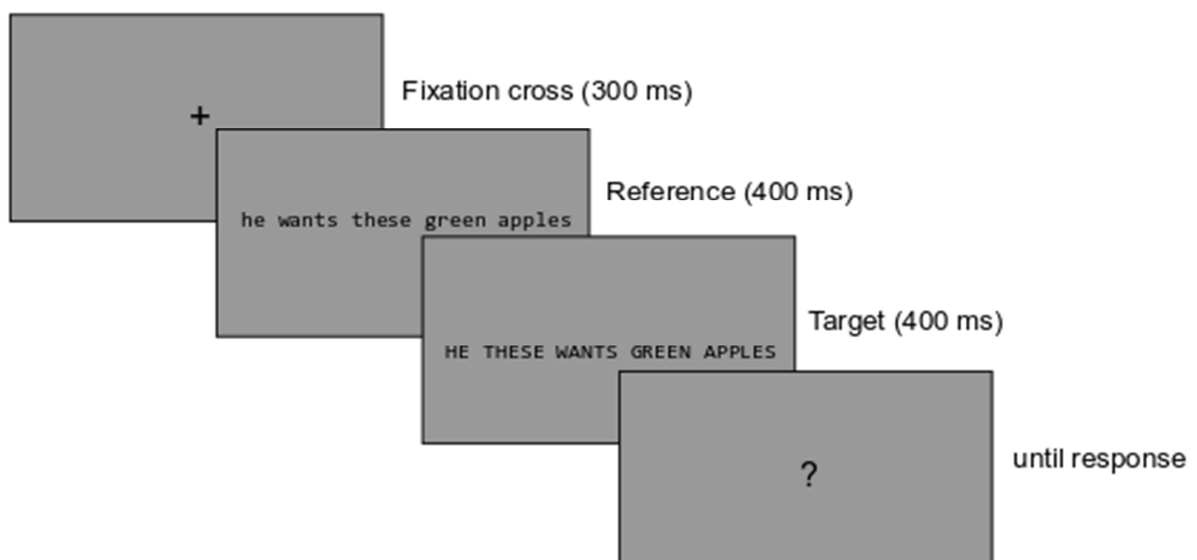 +
Fixation cross (300 ms)
he wants these green apples
Reference (400 ms)
HE THESE WANTS GREEN APPLES
Target (400 ms)
?
until response